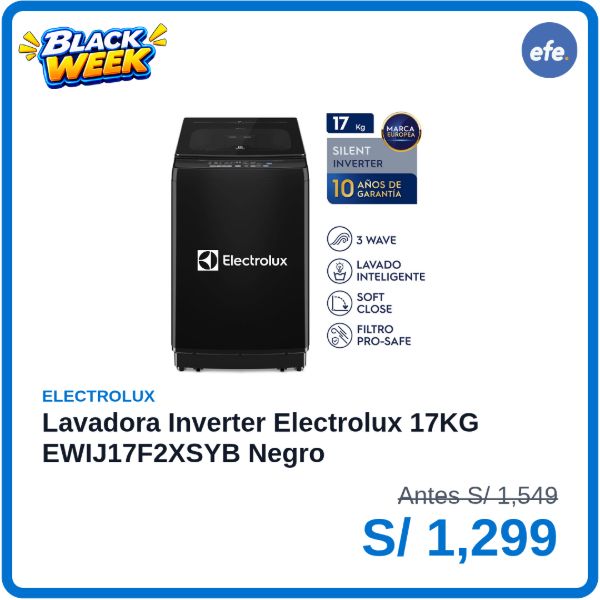 BLACK
WEEK
efe.
17 Kg
MARCA
EUROPEA
SILENT
INVERTER
10 AÑOS DE
GARANTÍA
Electrolux
3 WAVE
LAVADO
INTELIGENTE
SOFT
CLOSE
FILTRO
PRO-SAFE
ELECTROLUX
Lavadora Inverter Electrolux 17KG
EWIJ17F2XSYB Negro
Antes S/ 1,549
S/ 1,299